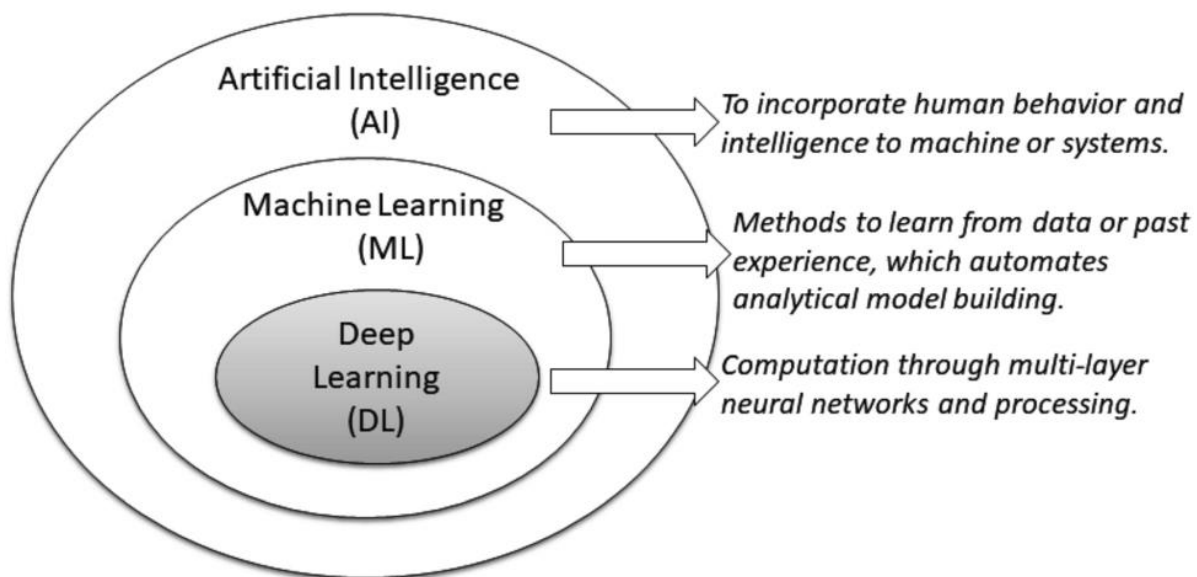 Artificial Intelligence
(AI)
To incorporate human behavior and
intelligence to machine or systems.
Machine Learning
(ML)
Methods to learn from data or past
experience, which automates
analytical model building.
Deep
Learning
(DL)
Computation through multi-layer
neural networks and processing.